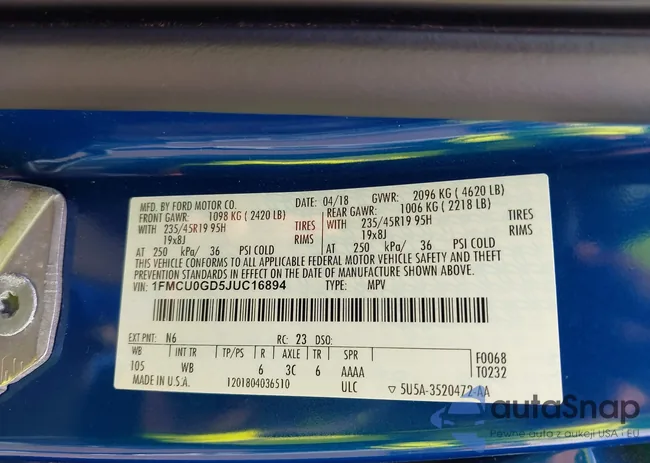 MFD. BY FORD MOTOR CO. DATE: 04/18 GVWR: 2096 KG ( 4620 LB)
FRONT GAWR: 1098 KG ( 2420 LB) REAR GAWR: 1006 KG ( 2218 LB)
WITH 235/45R19 95H TIRES WITH 235/45R19 95H TIRES
19x8J RIMS 19x8J RIMS
AT 250 kPa/ 36 PSI COLD AT 250 kPa/ 36 PSI COLD
THIS VEHICLE CONFORMS TO ALL APPLICABLE FEDERAL MOTOR VEHICLE SAFETY AND THEFT
PREVENTION STANDARDS IN EFFECT ON THE DATE OF MANUFACTURE SHOWN ABOVE.
VIN: 1FMCU0GD5JUC16894 TYPE: MPV
EXT PNT: N6 RC: 23 DSO:
WB INT TR TP/PS R AXLE TR SPR F0068
105 WB 6 3C 6 AAAA T0232
MADE IN U.S.A. 1201804036510 ULC ▽ 5U5A-3520472-AA
autoSnap
Pewne auto z aukcji USA i EU